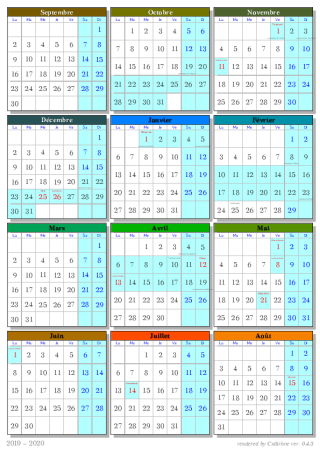 Septembre
Lu Ma Me Je Ve Sa Di
1
2 3 4 5 6 7 8
9 10 11 12 13 14 15
16 17 18 19 20 21 22
23 24 25 26 27 28 29
30
Octobre
Lu Ma Me Je Ve Sa Di
1 2 3 4 5 6
7 8 9 10 11 12 13
14 15 16 17 18 19 20
21 22 23 24 25 26 27
28 29 30 31
Novembre
Lu Ma Me Je Ve Sa Di
1 2 3
4 5 6 7 8 9 10
11 12 13 14 15 16 17
18 19 20 21 22 23 24
25 26 27 28 29 30
Décembre
Lu Ma Me Je Ve Sa Di
1
2 3 4 5 6 7 8
9 10 11 12 13 14 15
16 17 18 19 20 21 22
23 24 25 26 27 28 29
30 31
Janvier
Lu Ma Me Je Ve Sa Di
1 2 3 4 5
6 7 8 9 10 11 12
13 14 15 16 17 18 19
20 21 22 23 24 25 26
27 28 29 30 31
Février
Lu Ma Me Je Ve Sa Di
1 2
3 4 5 6 7 8 9
10 11 12 13 14 15 16
17 18 19 20 21 22 23
24 25 26 27 28 29
Mars
Lu Ma Me Je Ve Sa Di
1
2 3 4 5 6 7 8
9 10 11 12 13 14 15
16 17 18 19 20 21 22
23 24 25 26 27 28 29
30 31
Avril
Lu Ma Me Je Ve Sa Di
1 2 3 4 5
6 7 8 9 10 11 12
13 14 15 16 17 18 19
20 21 22 23 24 25 26
27 28 29 30
Mai
Lu Ma Me Je Ve Sa Di
1 2 3
4 5 6 7 8 9 10
11 12 13 14 15 16 17
18 19 20 21 22 23 24
25 26 27 28 29 30 31
Juin
Lu Ma Me Je Ve Sa Di
1 2 3 4 5 6 7
8 9 10 11 12 13 14
15 16 17 18 19 20 21
22 23 24 25 26 27 28
29 30
Juillet
Lu Ma Me Je Ve Sa Di
1 2 3 4 5
6 7 8 9 10 11 12
13 14 15 16 17 18 19
20 21 22 23 24 25 26
27 28 29 30 31
Août
Lu Ma Me Je Ve Sa Di
1 2
3 4 5 6 7 8 9
10 11 12 13 14 15 16
17 18 19 20 21 22 23
24 25 26 27 28 29 30
31
2019 – 2020
rendered by Calibrise ver. 0.4.3